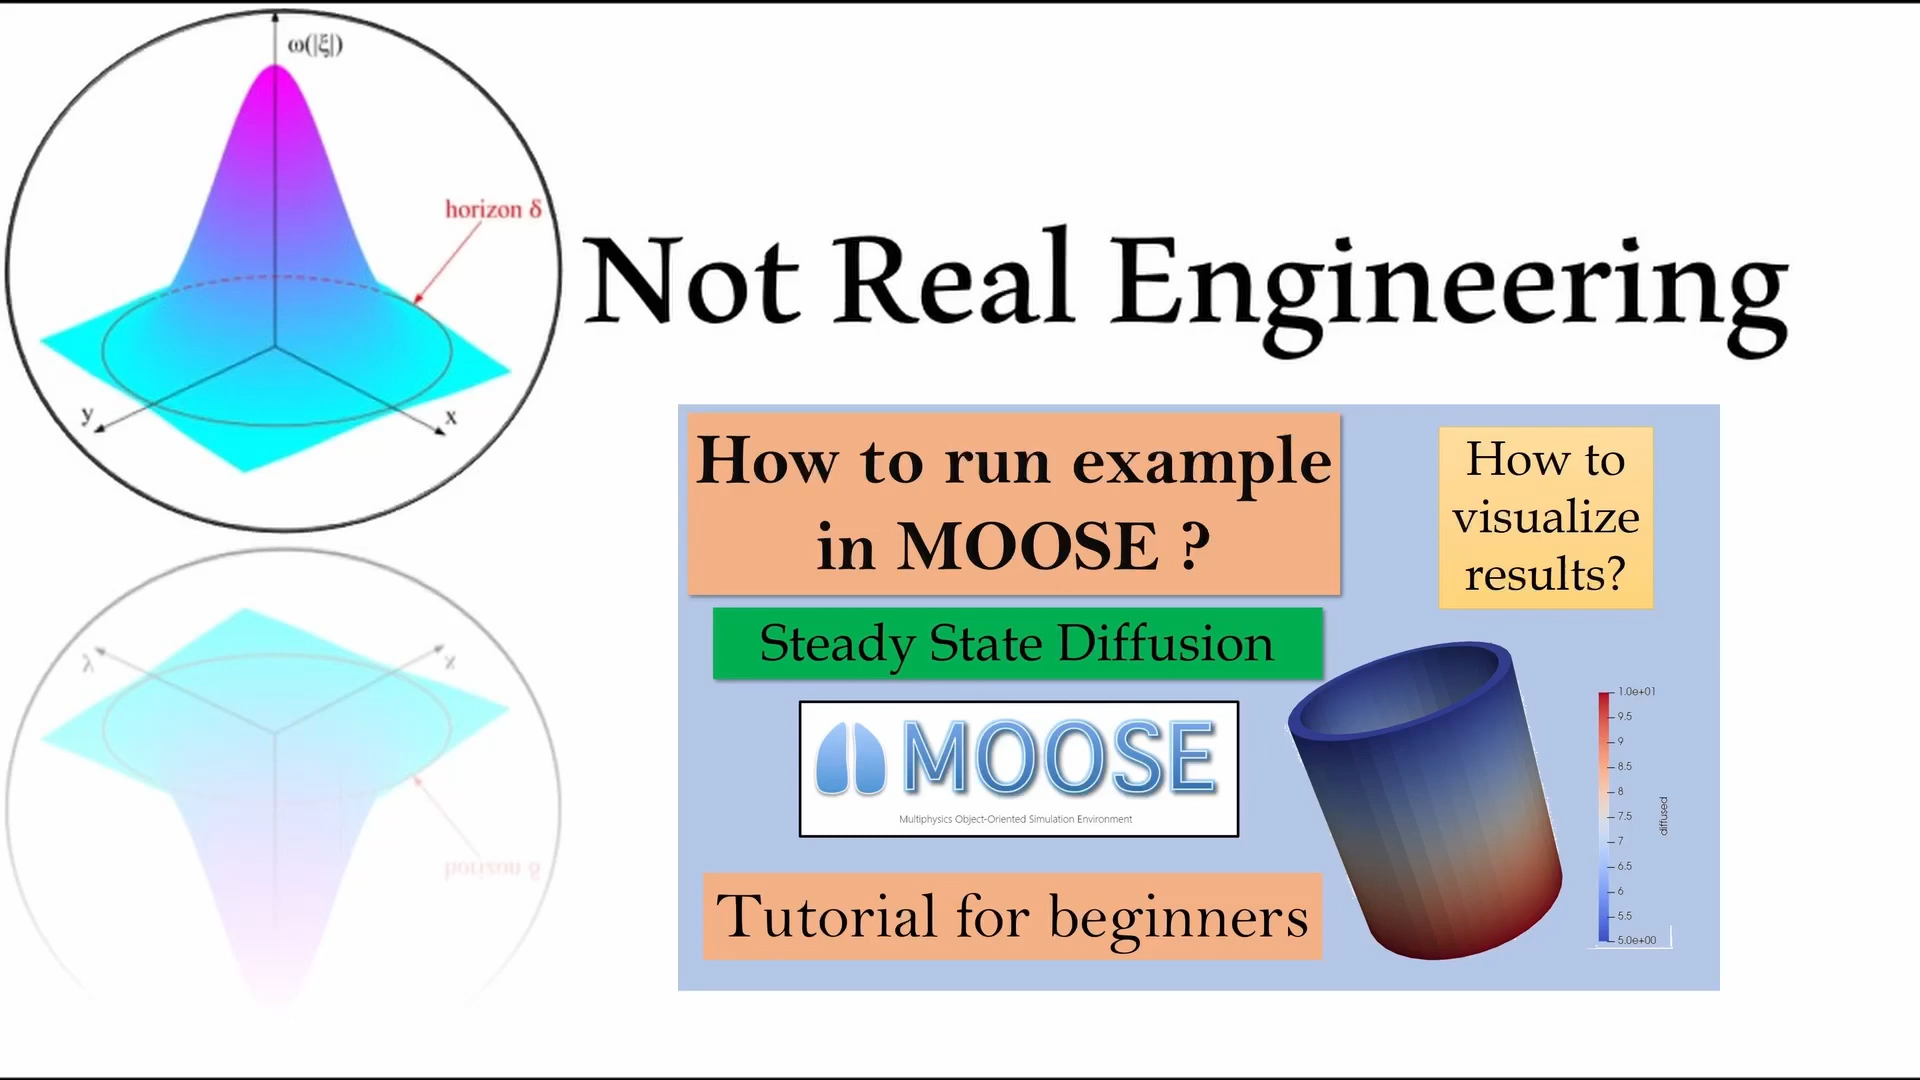 ω(|ξ|)
horizon δ
y
x
Not Real Engineering
How to run example
in MOOSE ?
How to
visualize
results?
Steady State Diffusion
MOOSE
Multiphysics Object-Oriented Simulation Environment
Tutorial for beginners
1.0e+01
9.5
9
8.5
8
7.5
7
6.5
6
5.5
5.0e+00
diffused